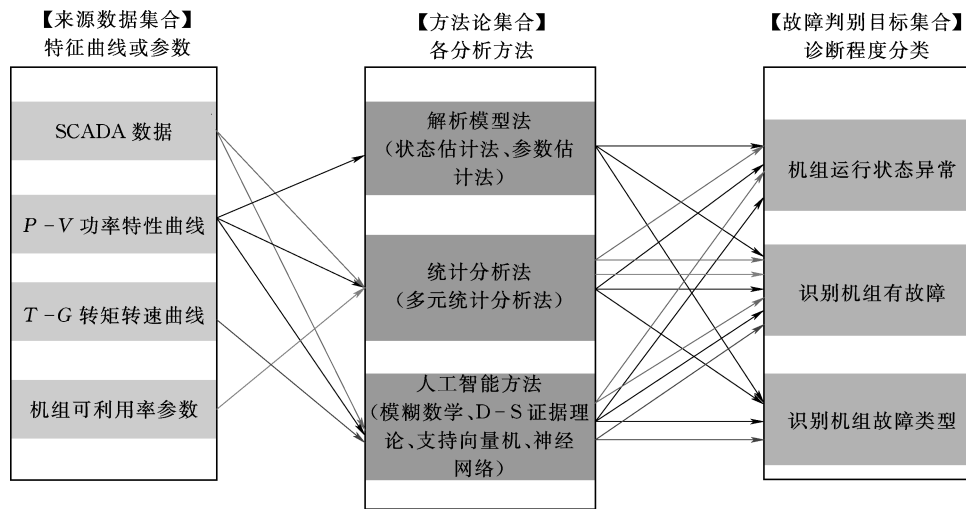 【来源数据集合】
特征曲线或参数
SCADA 数据
P-V 功率特性曲线
T-G 转矩转速曲线
机组可利用率参数
【方法论集合】
各分析方法
解析模型法
(状态估计法、参数估
计法)
统计分析法
(多元统计分析法)
人工智能方法
(模糊数学、D-S 证据理
论、支持向量机、神经
网络)
【故障判别目标集合】
诊断程度分类
机组运行状态异常
识别机组有故障
识别机组故障类型